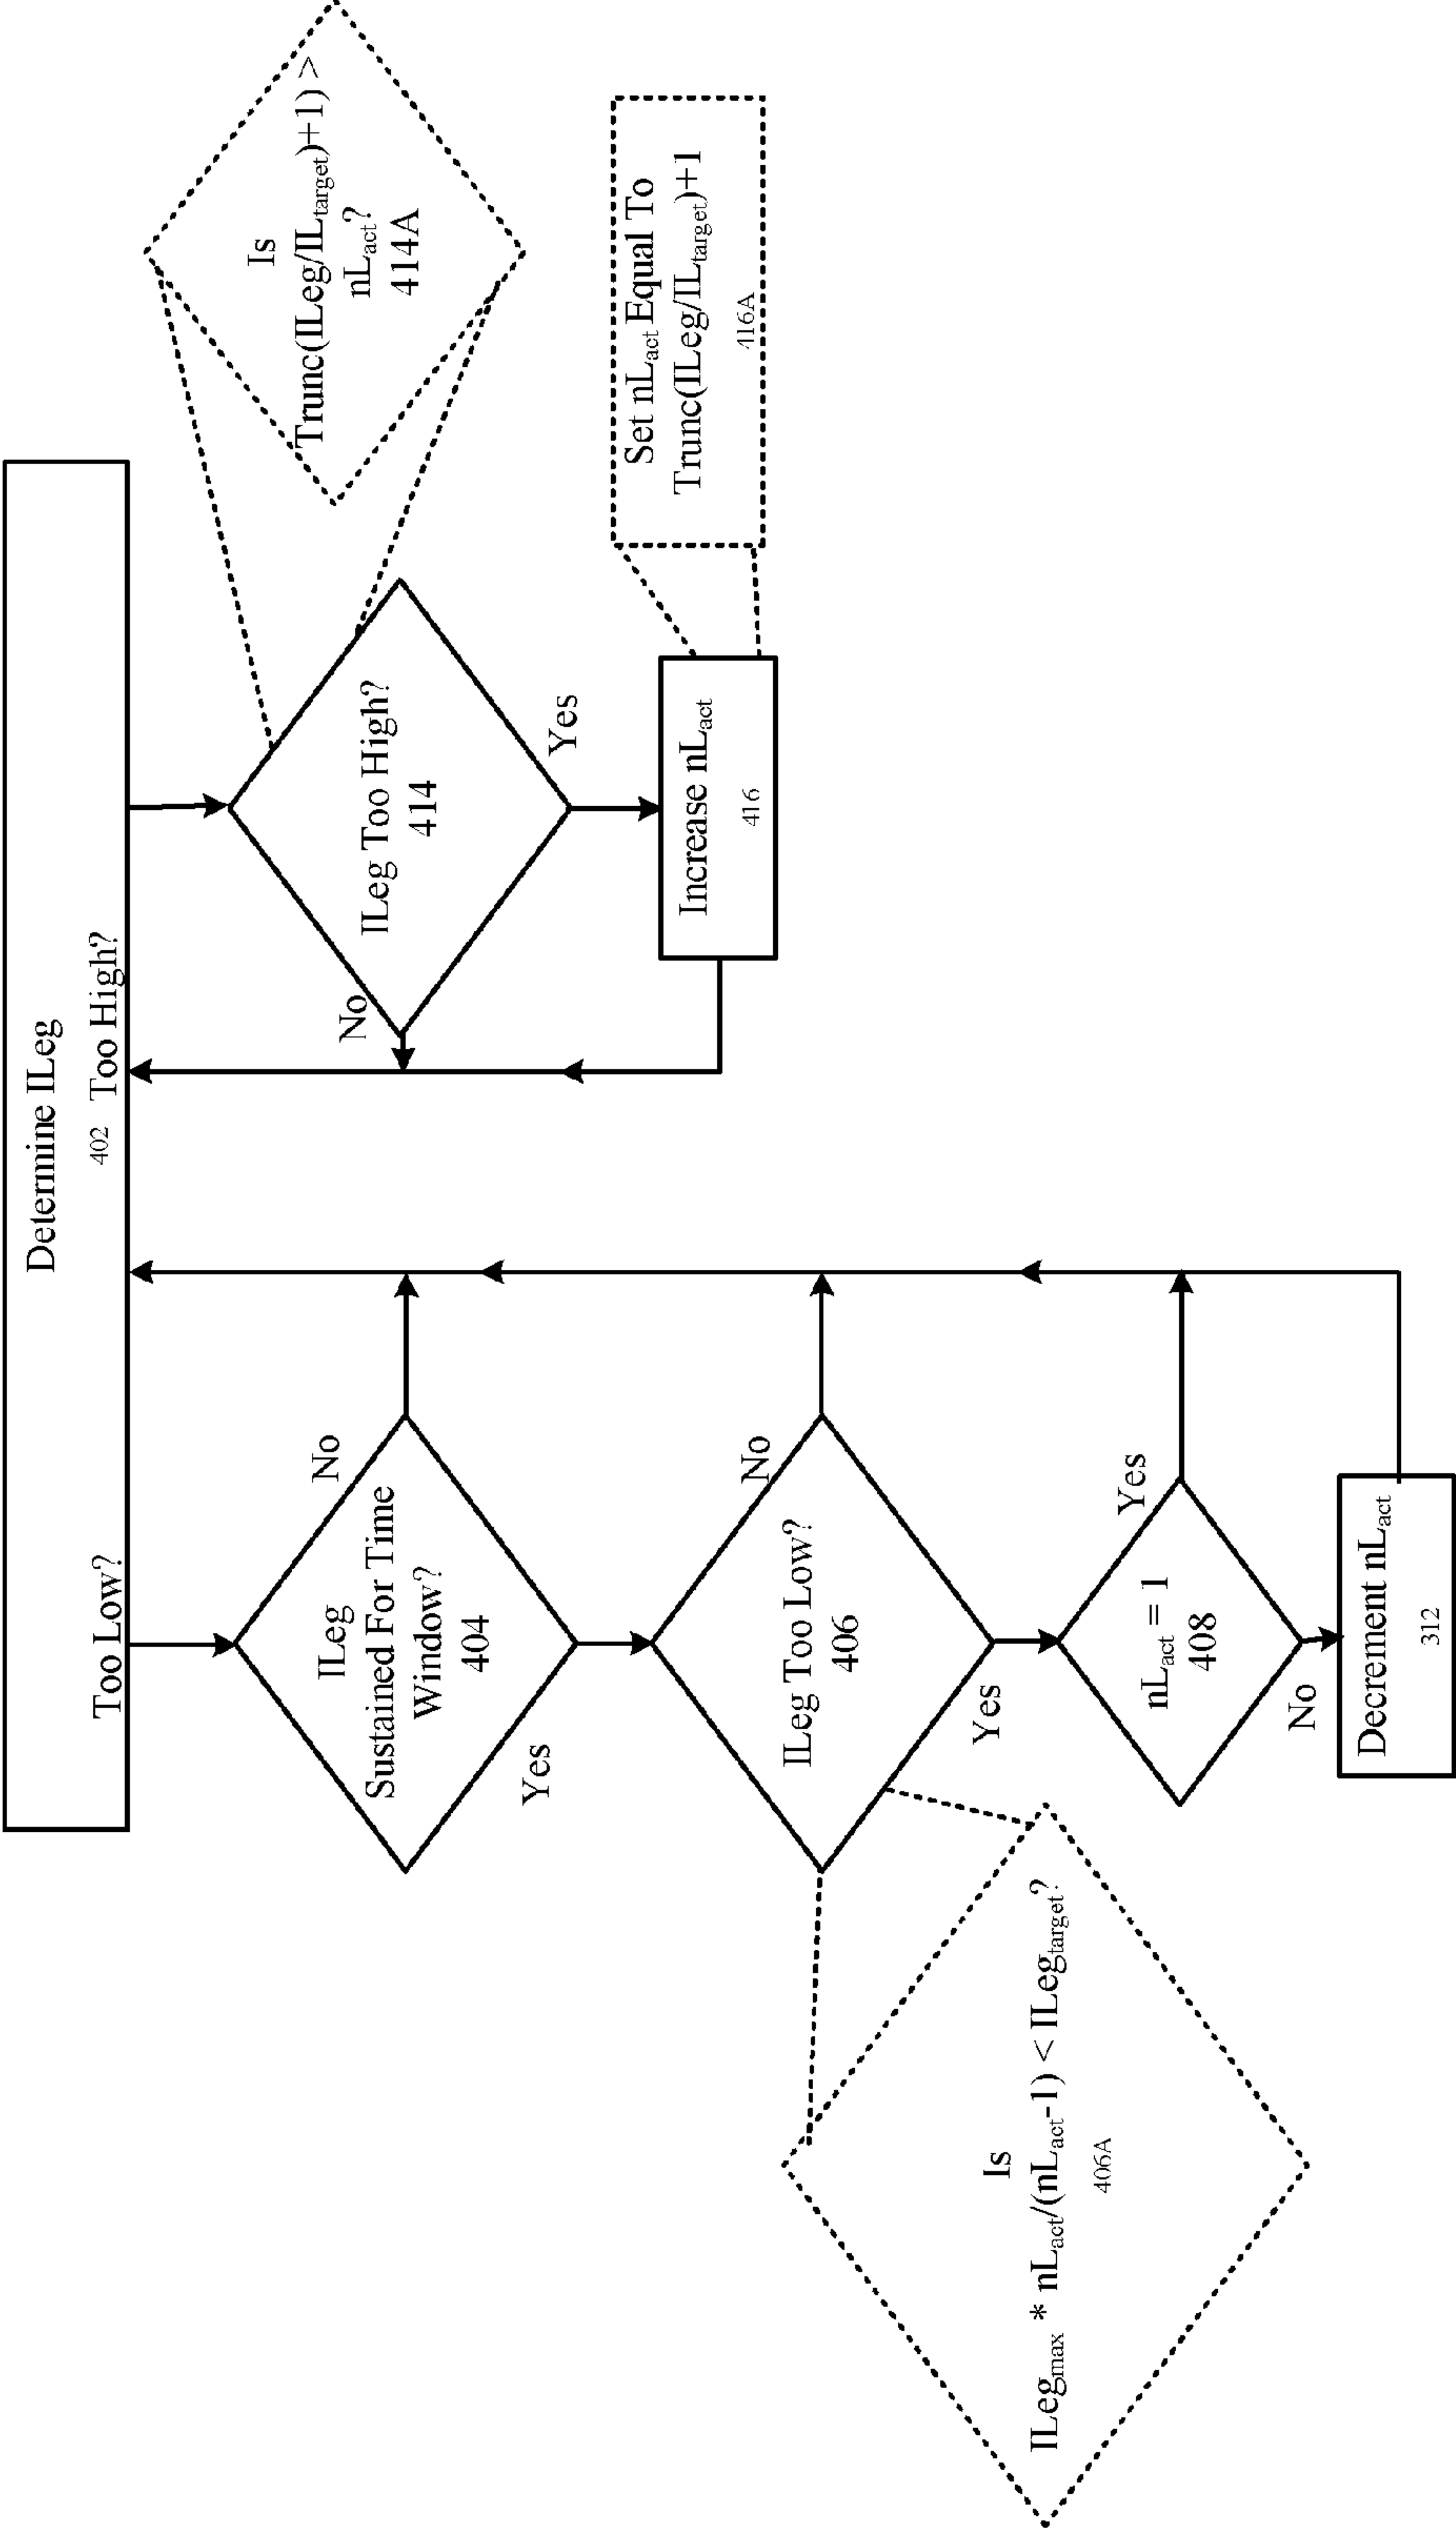 Determine ILeg
402
Too Low?
Too High?
ILeg
Sustained For Time
Window?
404
No
Yes
ILeg Too Low?
406
No
Yes
Is
ILegmax * nLact/(nLact-1) < ILegtarget?
406A
nLact = 1
408
Yes
No
Decrement nLact
312
ILeg Too High?
414
No
Yes
Is
Trunc(ILeg/ILtarget)+1) >
nLact?
414A
Increase nLact
416
Set nLact Equal To
Trunc(ILeg/ILtarget)+1
416A